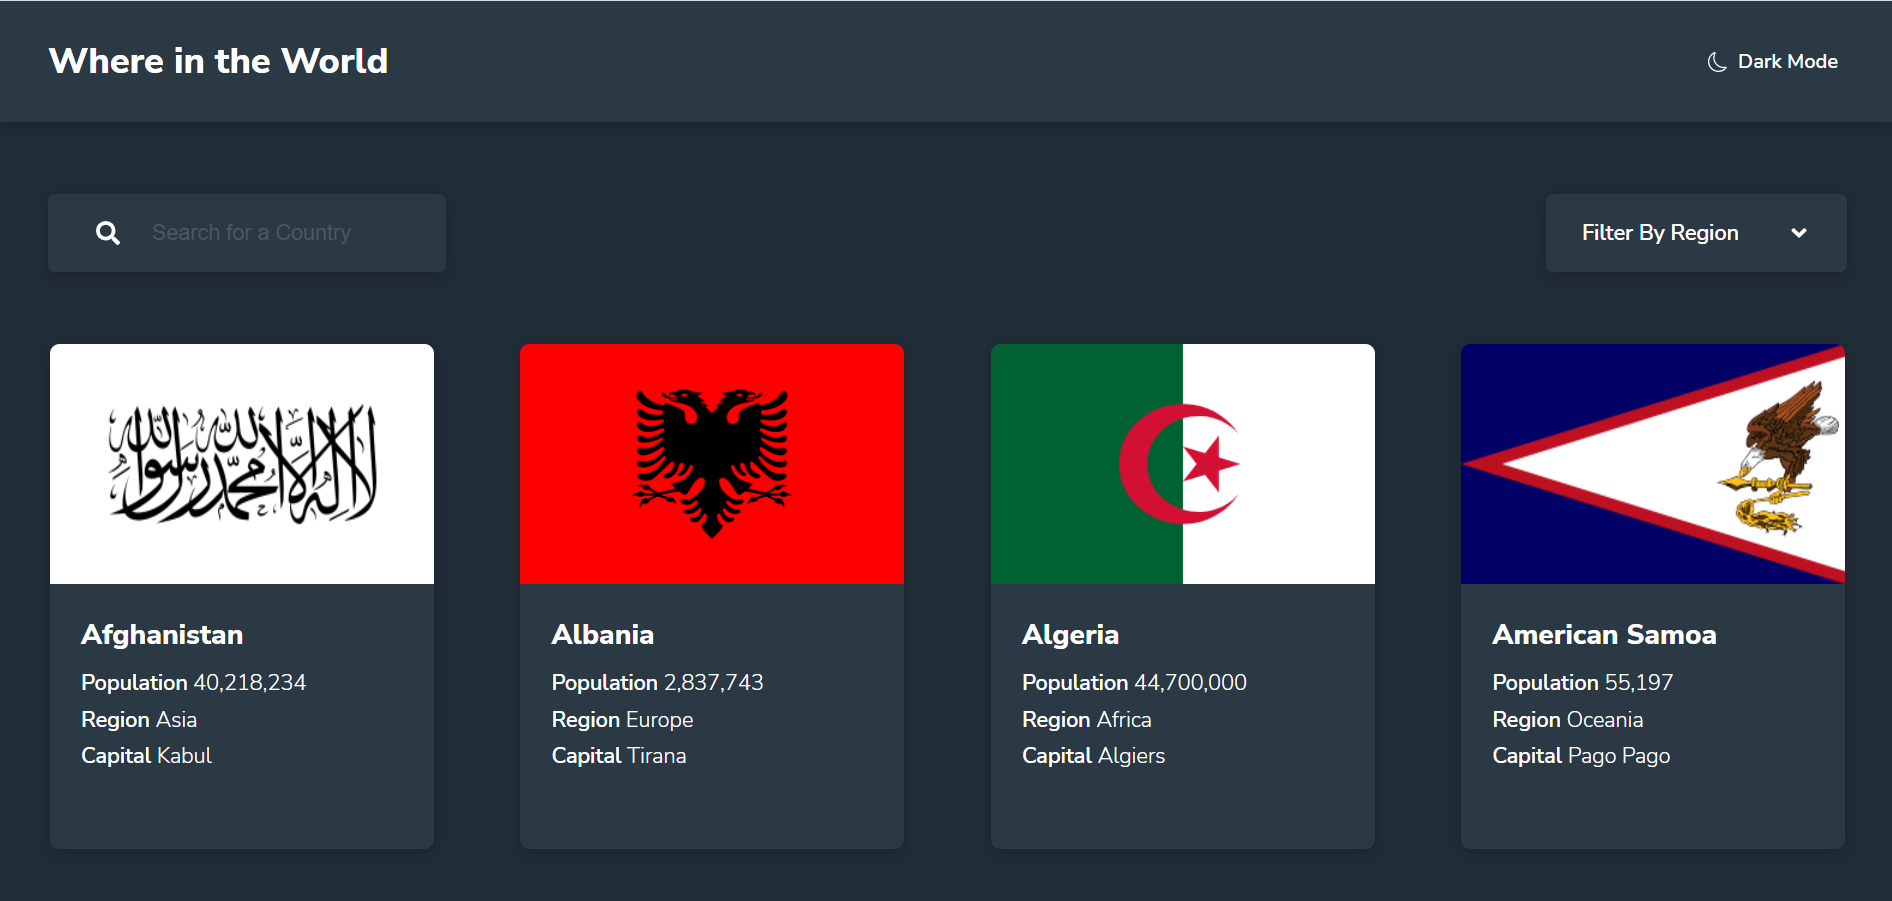 Where in the World
Dark Mode
Search for a Country
Filter By Region
لا إله إلا الله محمد رسول الله
Afghanistan
Population 40,218,234
Region Asia
Capital Kabul
Albania
Population 2,837,743
Region Europe
Capital Tirana
Algeria
Population 44,700,000
Region Africa
Capital Algiers
American Samoa
Population 55,197
Region Oceania
Capital Pago Pago